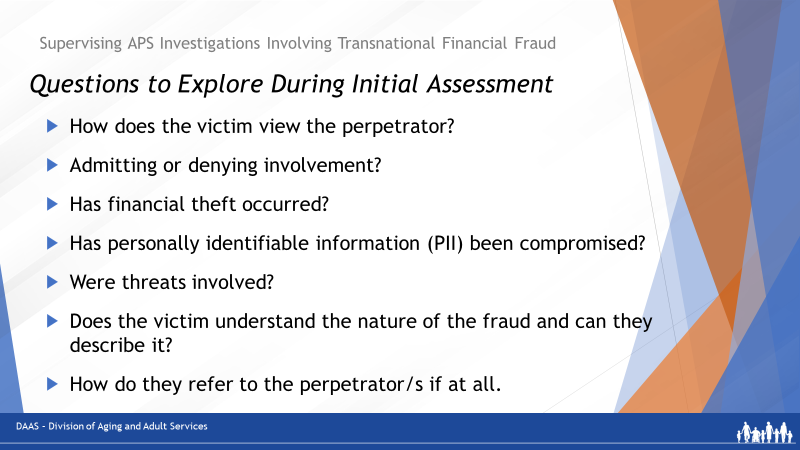 Supervising APS Investigations Involving Transnational Financial Fraud
Questions to Explore During Initial Assessment
How does the victim view the perpetrator?
Admitting or denying involvement?
Has financial theft occurred?
Has personally identifiable information (PII) been compromised?
Were threats involved?
Does the victim understand the nature of the fraud and can they
describe it?
How do they refer to the perpetrator/s if at all.
DAAS – Division of Aging and Adult Services